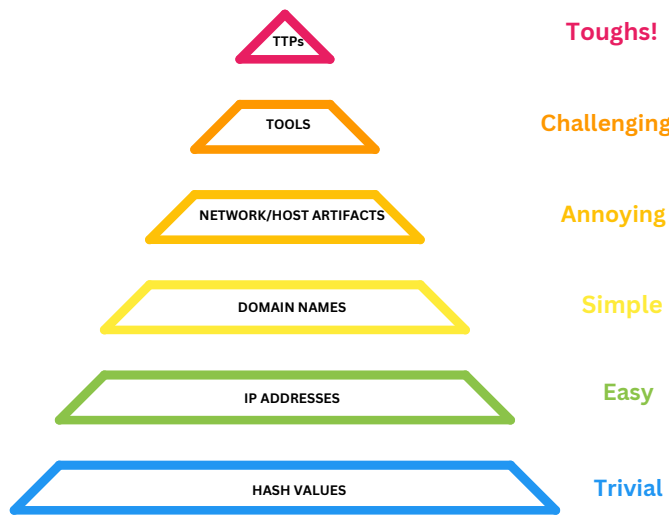 TTPs
Toughs!
TOOLS
Challenging
NETWORK/HOST ARTIFACTS
Annoying
DOMAIN NAMES
Simple
IP ADDRESSES
Easy
HASH VALUES
Trivial